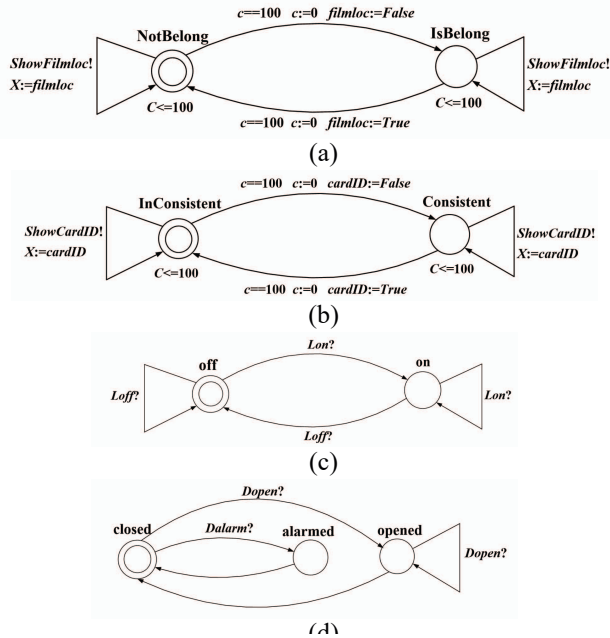 c==100 c:=0 filmloc:=False
NotBelong IsBelong
ShowFilmloc! ShowFilmloc!
X:=filmloc X:=filmloc
C<=100 C<=100
c==100 c:=0 filmloc:=True
(a)
c==100 c:=0 cardID:=False
InConsistent Consistent
ShowCardID! ShowCardID!
X:=cardID X:=cardID
C<=100 C<=100
c==100 c:=0 cardID:=True
(b)
Lon?
off on
Loff? Lon?
Loff?
(c)
Dopen?
closed Dalarm? alarmed opened
Dopen?
(d)